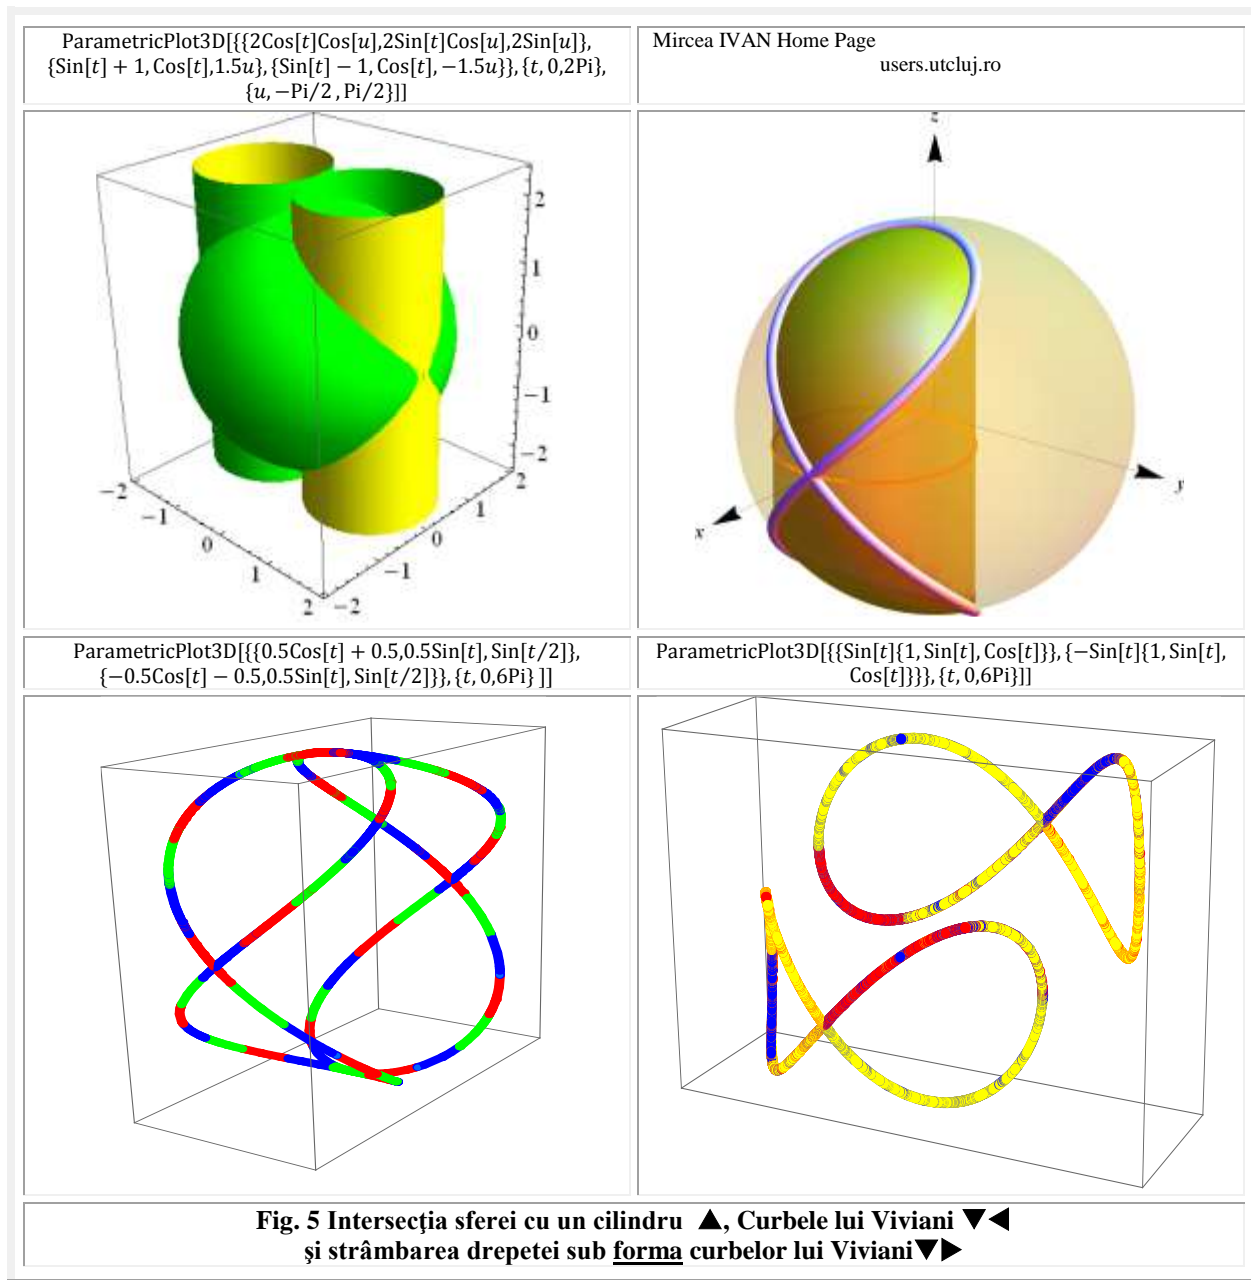 ParametricPlot3D[{{2Cos[t]Cos[u],2Sin[t]Cos[u],2Sin[u]},
{Sin[t] + 1, Cos[t],1.5u},{Sin[t] − 1, Cos[t], −1.5u}},{t, 0,2Pi},
{u, −Pi/2 , Pi/2}]]
Mircea IVAN Home Page
users.utcluj.ro
2
1
0
−1
−2
−2
−1
0
1
2
−2
−1
0
1
2
z
x
y
ParametricPlot3D[{{0.5Cos[t] + 0.5,0.5Sin[t], Sin[t/2]},
{−0.5Cos[t] − 0.5,0.5Sin[t], Sin[t/2]}},{t, 0,6Pi} ]]
ParametricPlot3D[{{Sin[t]{1, Sin[t], Cos[t]}},{−Sin[t]{1, Sin[t],
Cos[t]}}},{t, 0,6Pi}]]
Fig. 5 Intersecţia sferei cu un cilindru ▲, Curbele lui Viviani ▼◀
şi strâmbarea drepetei sub forma curbelor lui Viviani▼▶